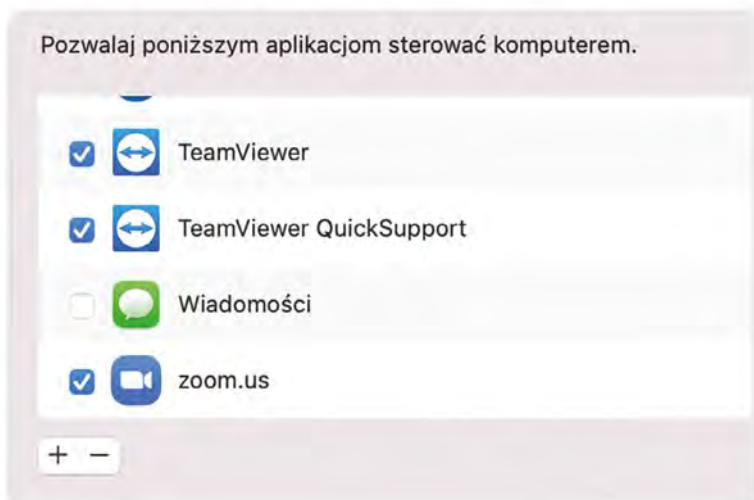 Pozwalaj poniższym aplikacjom sterować komputerem.
TeamViewer
TeamViewer QuickSupport
Wiadomości
zoom.us
+ −